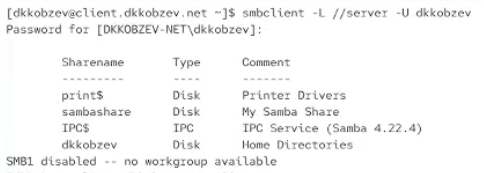 [dkkobzev@client.dkkobzev.net ~]$ smbclient -L //server -U dkkobzev
Password for [DKKOBZEV-NET\dkkobzev]:
Sharename Type Comment
--------- ---- -------
print$ Disk Printer Drivers
sambashare Disk My Samba Share
IPC$ IPC IPC Service (Samba 4.22.4)
dkkobzev Disk Home Directories
SMB1 disabled -- no workgroup available